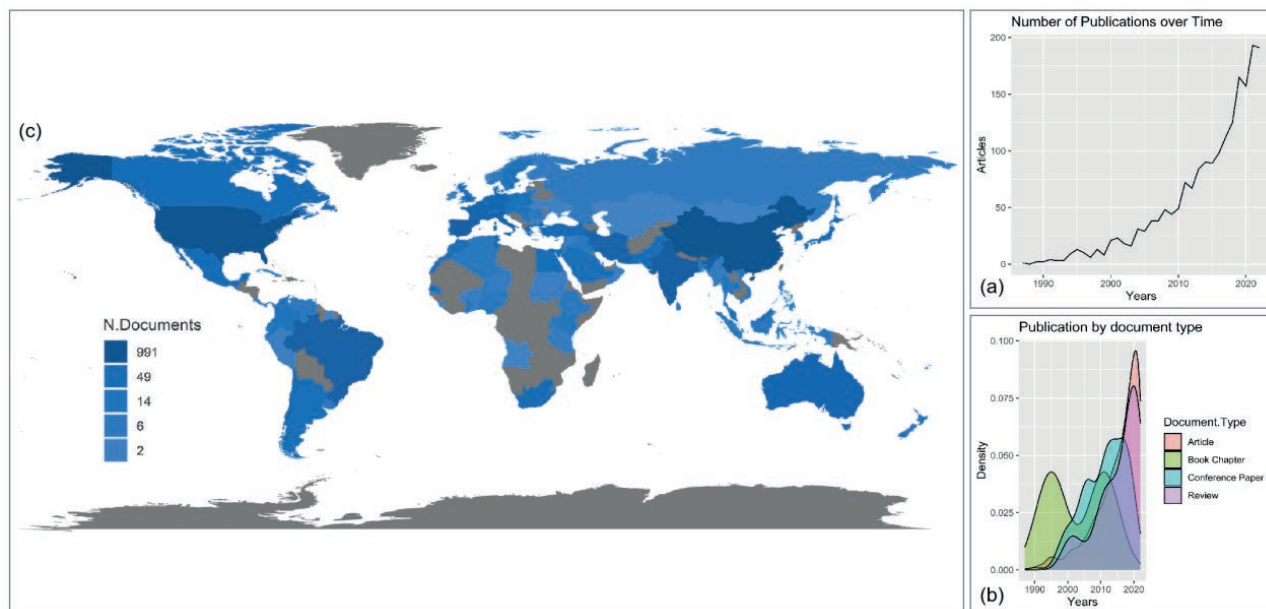 (c)
N.Documents
991
49
14
6
2
Number of Publications over Time
200
150
100
50
0
Articles
1990 2000 2010 2020
Years
(a)
Publication by document type
0.100
0.075
0.050
0.025
0.000
Density
1990 2000 2010 2020
Years
(b)
Document.Type
Article
Book Chapter
Conference Paper
Review